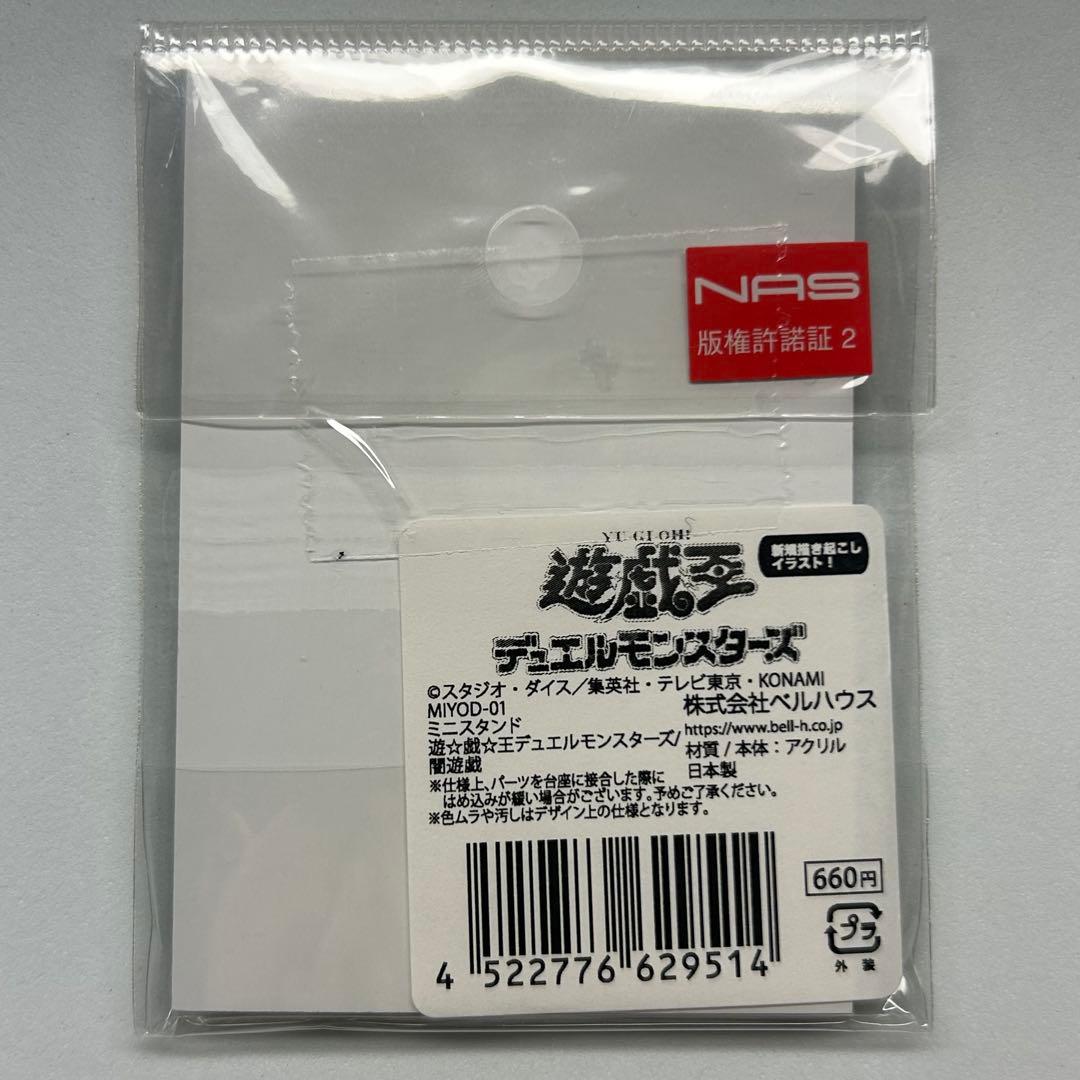 NAS
版権許諾証 2
YU-GI-OH!
遊戯王
新規描き起こし
イラスト！
デュエルモンスターズ
©スタジオ・ダイス／集英社・テレビ東京・KONAMI
MIYOD-01
株式会社ベルハウス
ミニスタンド
https://www.bell-h.co.jp
遊☆戯☆王デュエルモンスターズ/
闇遊戯
材質 / 本体：アクリル
日本製
※仕様上、パーツを台座に接合した際に
はめ込みが緩い場合がございます。予めご了承ください。
※色ムラや汚しはデザイン上の仕様となります。
660円
プラ
外装
4 522776 629514